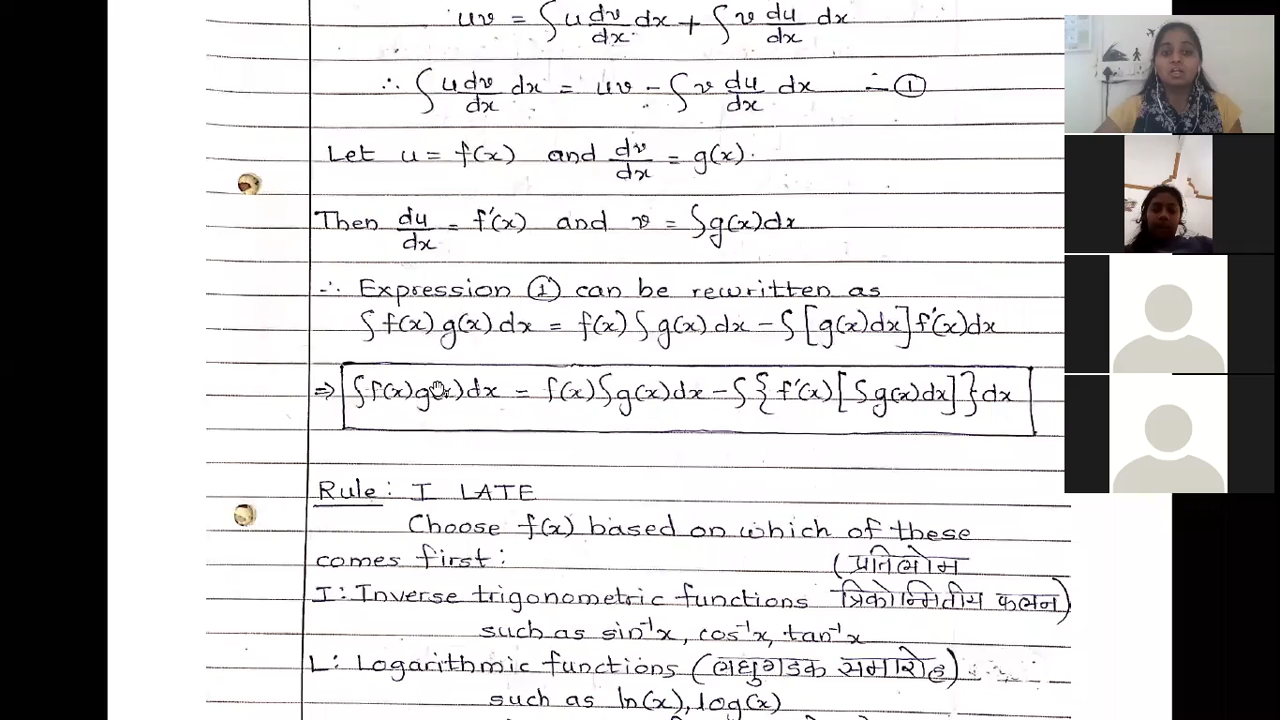 uv = ∫ u dv/dx dx + ∫ v du/dx dx
∴ ∫ u dv/dx dx = uv - ∫ v du/dx dx ∴ ①
Let u = f(x) and dv/dx = g(x).
Then du/dx = f'(x) and v = ∫g(x)dx
∴ Expression ① can be rewritten as
∫ f(x) g(x) dx = f(x) ∫ g(x) dx - ∫ [g(x)dx] f'(x)dx
⇒ ∫f(x)g(x)dx = f(x)∫g(x)dx - ∫{f'(x)[∫g(x)dx]}dx
Rule: I LATE
Choose f(x) based on which of these
comes first: (प्रतिलोम
I: Inverse trigonometric functions त्रिकोन्मितीय कलन)
such as sin⁻¹x, cos⁻¹x, tan⁻¹x
L: Logarithmic functions (लघुगडक समारोह)
such as ln(x), log(x)